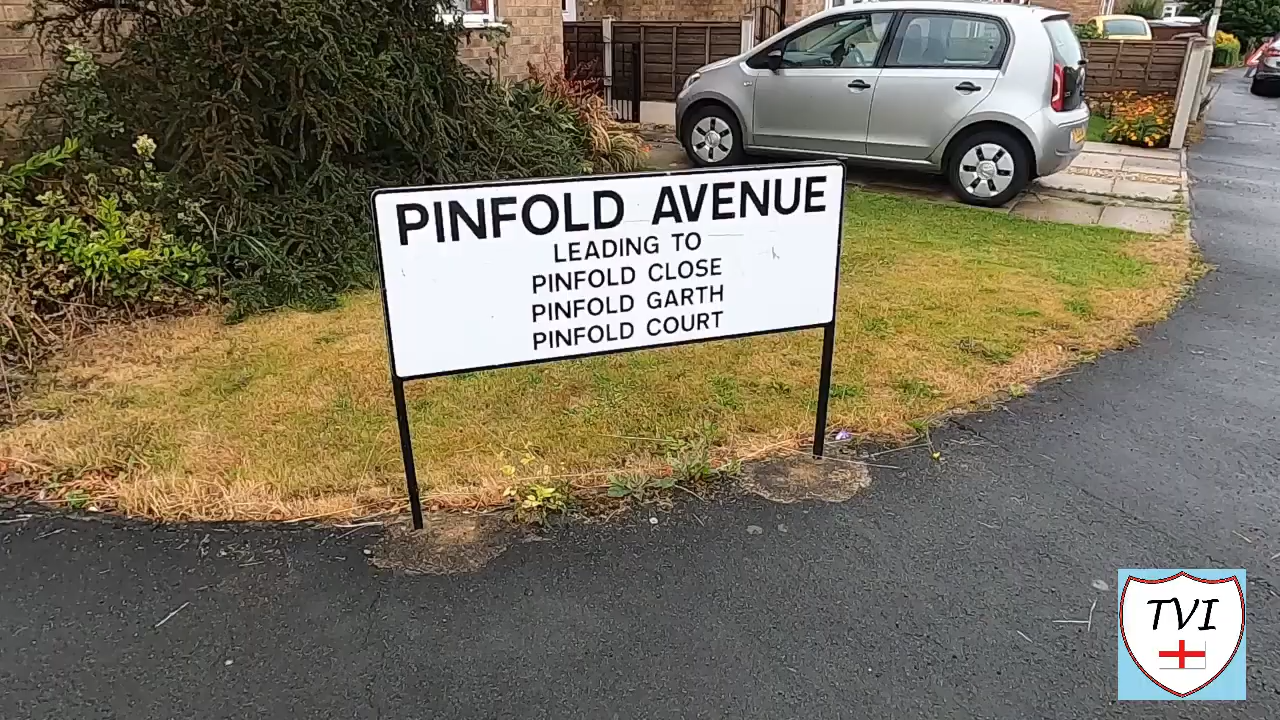 PINFOLD AVENUE
LEADING TO
PINFOLD CLOSE
PINFOLD GARTH
PINFOLD COURT
TVI